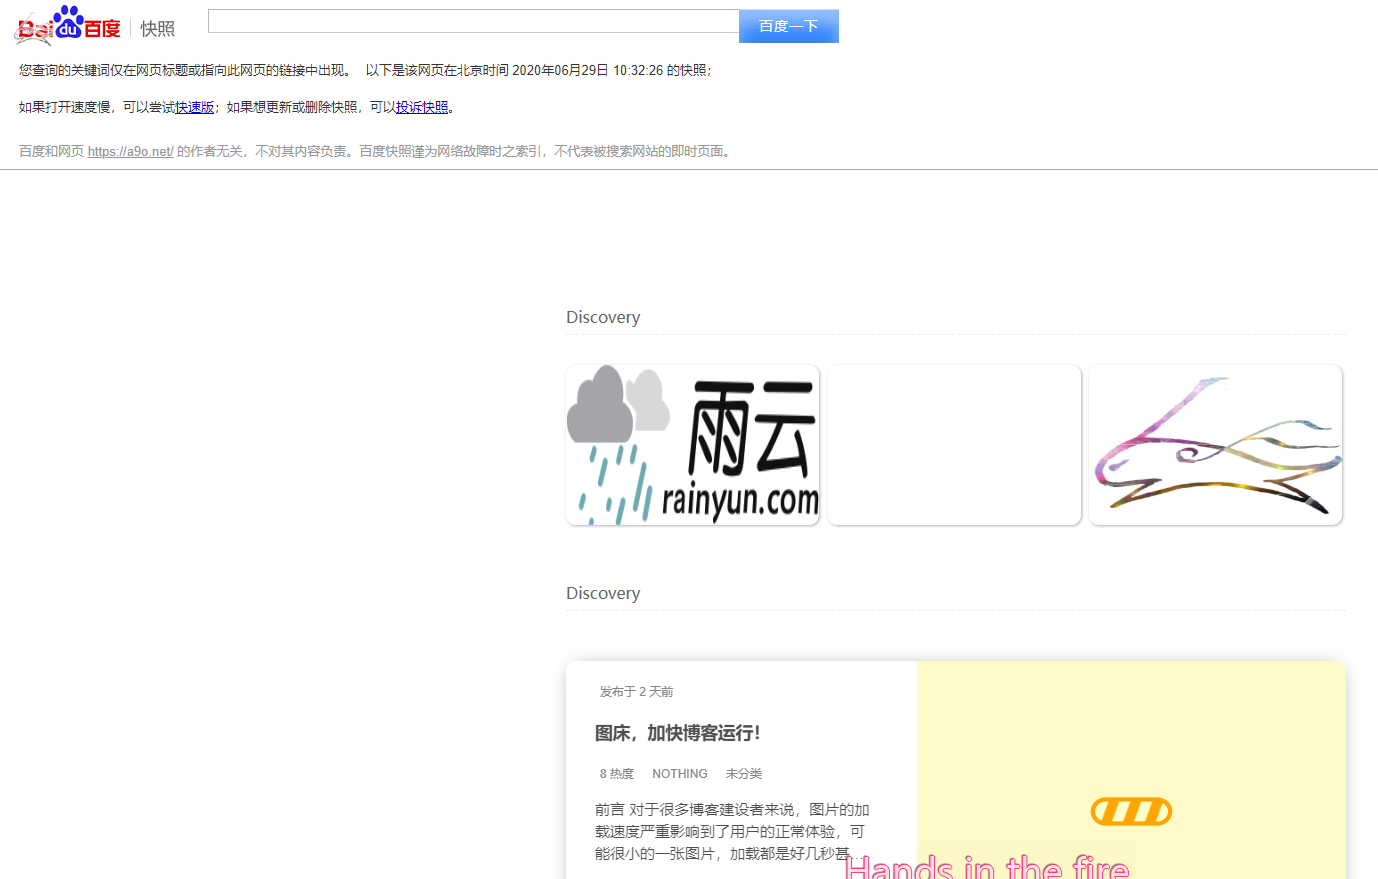 Bai du 百度 快照
百度一下
您查询的关键词仅在网页标题或指向此网页的链接中出现。 以下是该网页在北京时间 2020年06月29日 10:32:26 的快照；
如果打开速度慢，可以尝试快速版；如果想更新或删除快照，可以投诉快照。
百度和网页 https://a9o.net/ 的作者无关，不对其内容负责。百度快照谨为网络故障时之索引，不代表被搜索网站的即时页面。
Discovery
雨云
rainyun.com
Discovery
发布于 2 天前
图床，加快博客运行！
8 热度 NOTHING 未分类
前言 对于很多博客建设者来说，图片的加
载速度严重影响到了用户的正常体验，可
能很小的一张图片，加载都是好几秒甚...
Hands in the fire